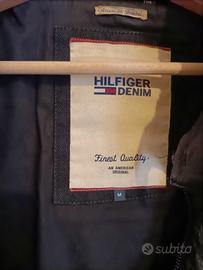 HILFIGER
DENIM
Finest Quality
AN AMERICAN
ORIGINAL
M
subito